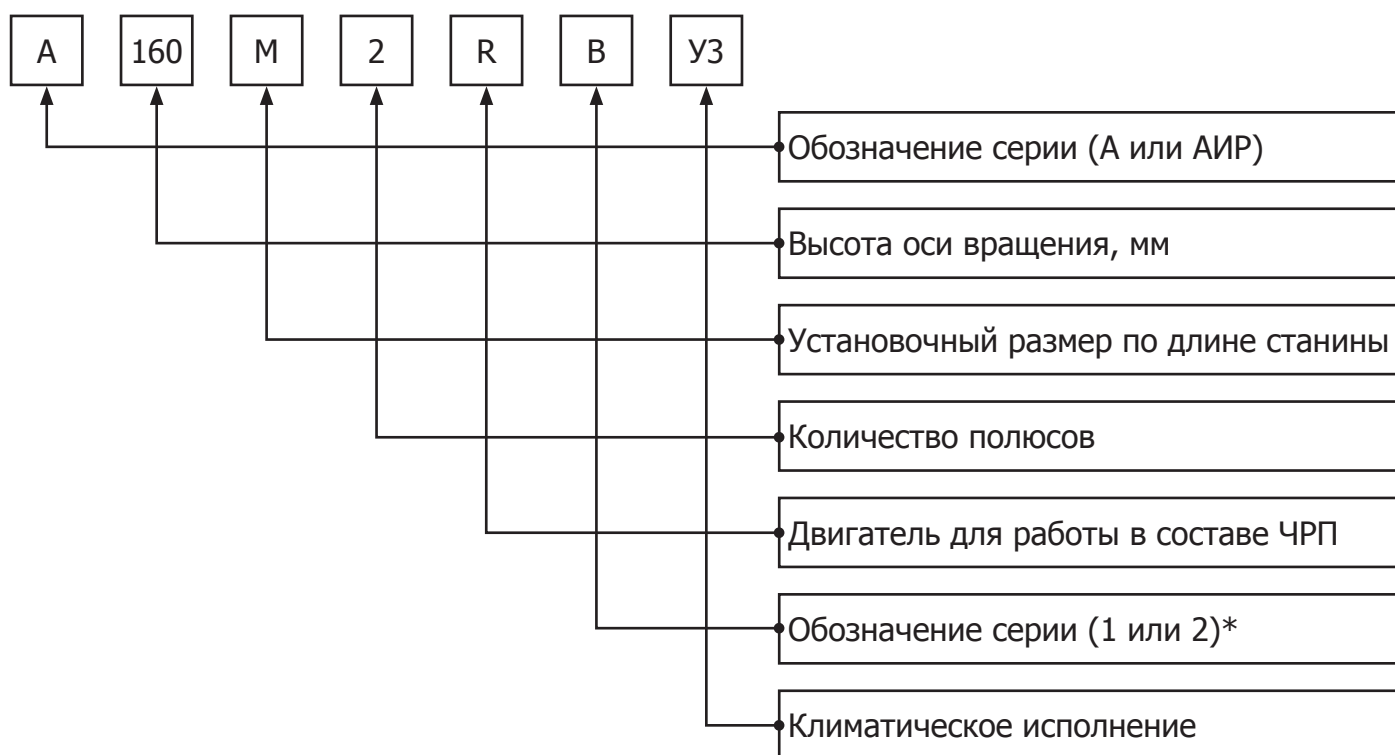 А 160 М 2 R В У3
Обозначение серии (А или АИР)
Высота оси вращения, мм
Установочный размер по длине станины
Количество полюсов
Двигатель для работы в составе ЧРП
Обозначение серии (1 или 2)*
Климатическое исполнение